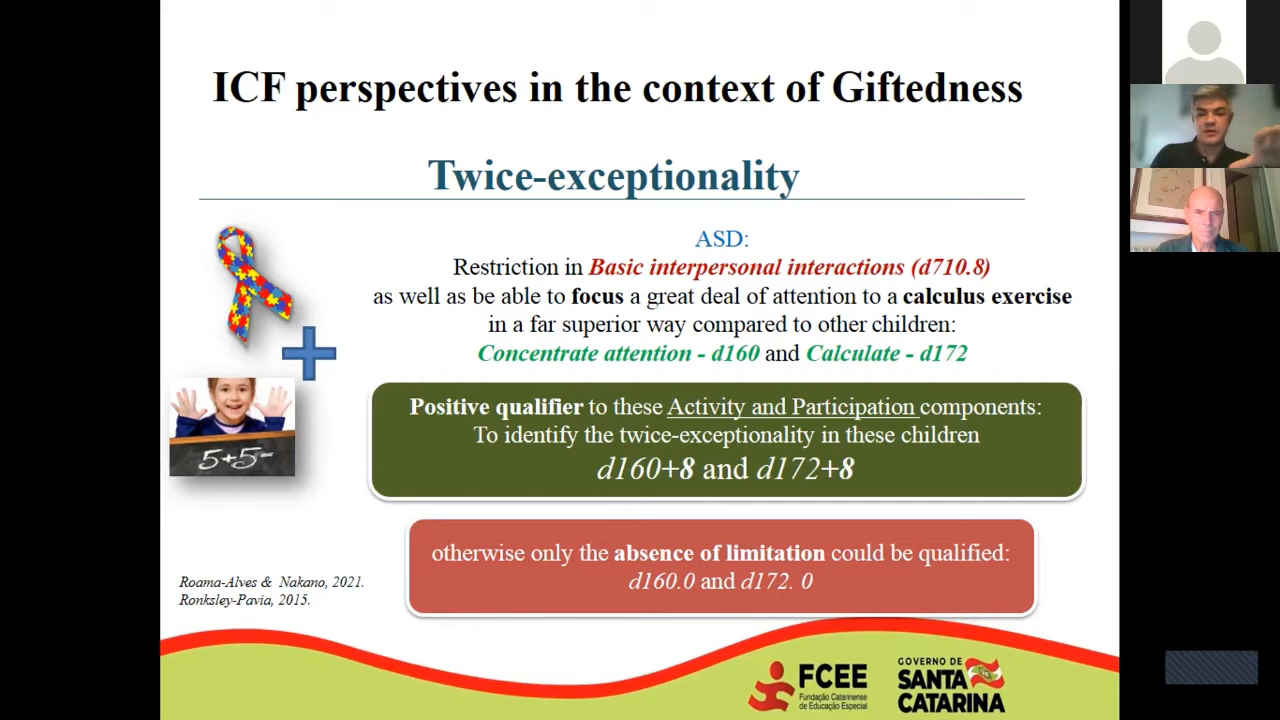 ICF perspectives in the context of Giftedness
Twice-exceptionality
ASD:
Restriction in Basic interpersonal interactions (d710.8)
as well as be able to focus a great deal of attention to a calculus exercise
in a far superior way compared to other children:
Concentrate attention - d160 and Calculate - d172
5+5=
Positive qualifier to these Activity and Participation components:
To identify the twice-exceptionality in these children
d160+8 and d172+8
otherwise only the absence of limitation could be qualified:
d160.0 and d172. 0
Roama-Alves & Nakano, 2021.
Ronksley-Pavia, 2015.
FCEE
Fundação Catarinense
de Educação Especial
GOVERNO DE
SANTA
CATARINA